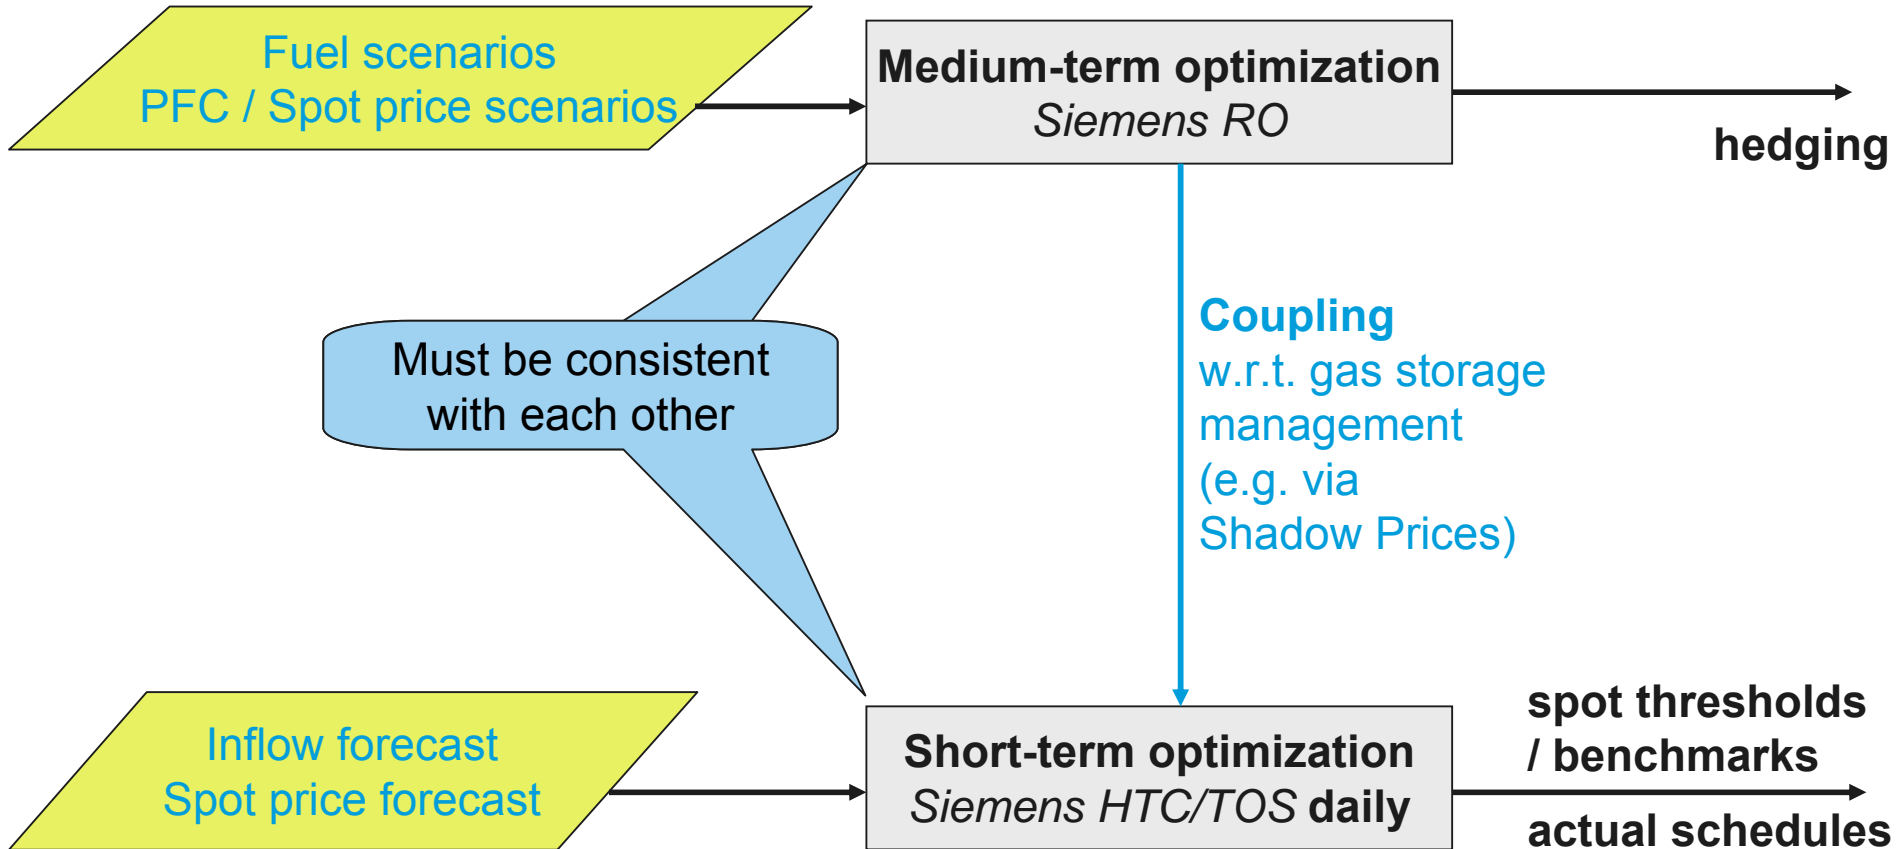 Fuel scenarios
PFC / Spot price scenarios
Medium-term optimization
Siemens RO
hedging
Must be consistent
with each other
Coupling
w.r.t. gas storage
management
(e.g. via
Shadow Prices)
Inflow forecast
Spot price forecast
Short-term optimization
Siemens HTC/TOS daily
spot thresholds
/ benchmarks
actual schedules